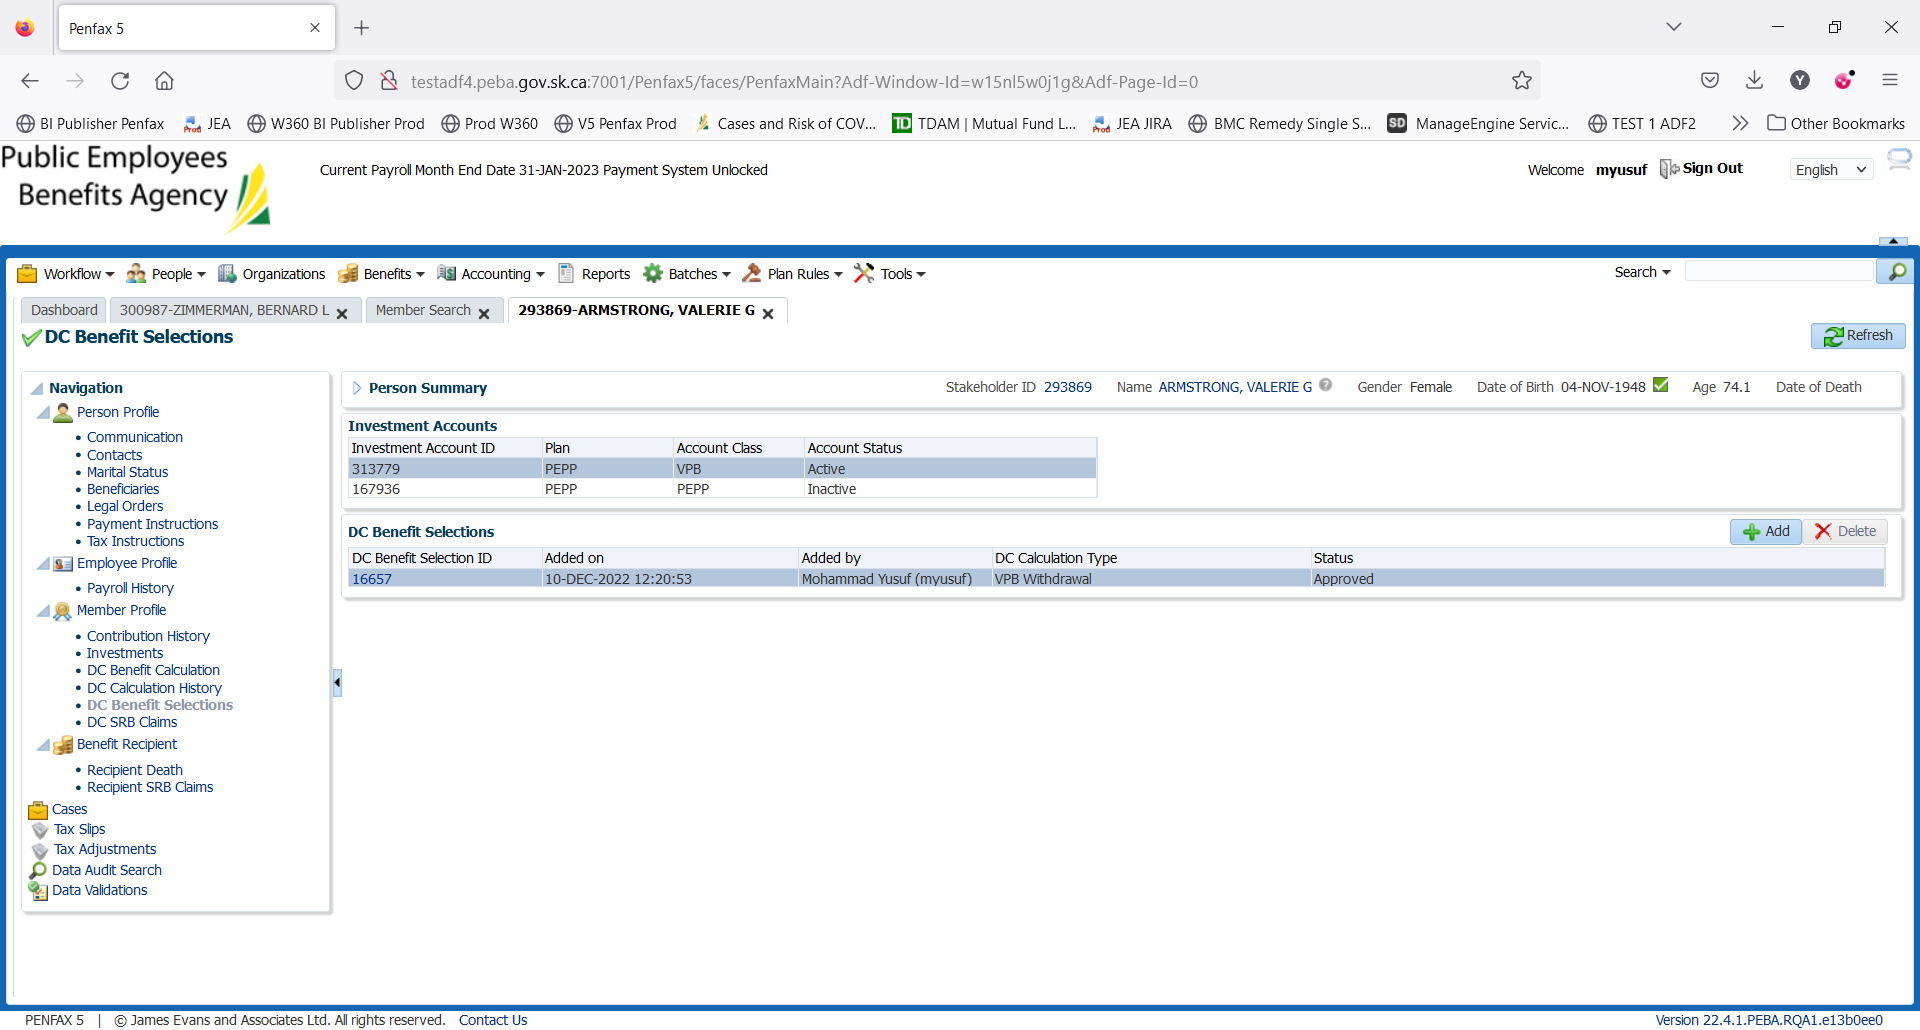 Penfax 5
testadf4.peba.gov.sk.ca:7001/Penfax5/faces/PenfaxMain?Adf-Window-Id=w15nl5w0j1g&Adf-Page-Id=0
Y
BI Publisher Penfax JEA W360 BI Publisher Prod Prod W360 V5 Penfax Prod Cases and Risk of COV... TD TDAM | Mutual Fund L... JEA JIRA BMC Remedy Single S... SD ManageEngine Servic... TEST 1 ADF2 Other Bookmarks
Public Employees
Benefits Agency
Current Payroll Month End Date 31-JAN-2023 Payment System Unlocked
Welcome myusuf Sign Out English
Workflow People Organizations Benefits Accounting Reports Batches Plan Rules Tools Search
Dashboard 300987-ZIMMERMAN, BERNARD L Member Search 293869-ARMSTRONG, VALERIE G
DC Benefit Selections
Refresh
Navigation
Person Profile
Communication
Contacts
Marital Status
Beneficiaries
Legal Orders
Payment Instructions
Tax Instructions
Employee Profile
Payroll History
Member Profile
Contribution History
Investments
DC Benefit Calculation
DC Calculation History
DC Benefit Selections
DC SRB Claims
Benefit Recipient
Recipient Death
Recipient SRB Claims
Cases
Tax Slips
Tax Adjustments
Data Audit Search
Data Validations
Person Summary Stakeholder ID 293869 Name ARMSTRONG, VALERIE G Gender Female Date of Birth 04-NOV-1948 Age 74.1 Date of Death
Investment Accounts
Investment Account ID Plan Account Class Account Status
313779 PEPP VPB Active
167936 PEPP PEPP Inactive
DC Benefit Selections Add Delete
DC Benefit Selection ID Added on Added by DC Calculation Type Status
16657 10-DEC-2022 12:20:53 Mohammad Yusuf (myusuf) VPB Withdrawal Approved
PENFAX 5 | © James Evans and Associates Ltd. All rights reserved. Contact Us
Version 22.4.1.PEBA.RQA1.e13b0ee0